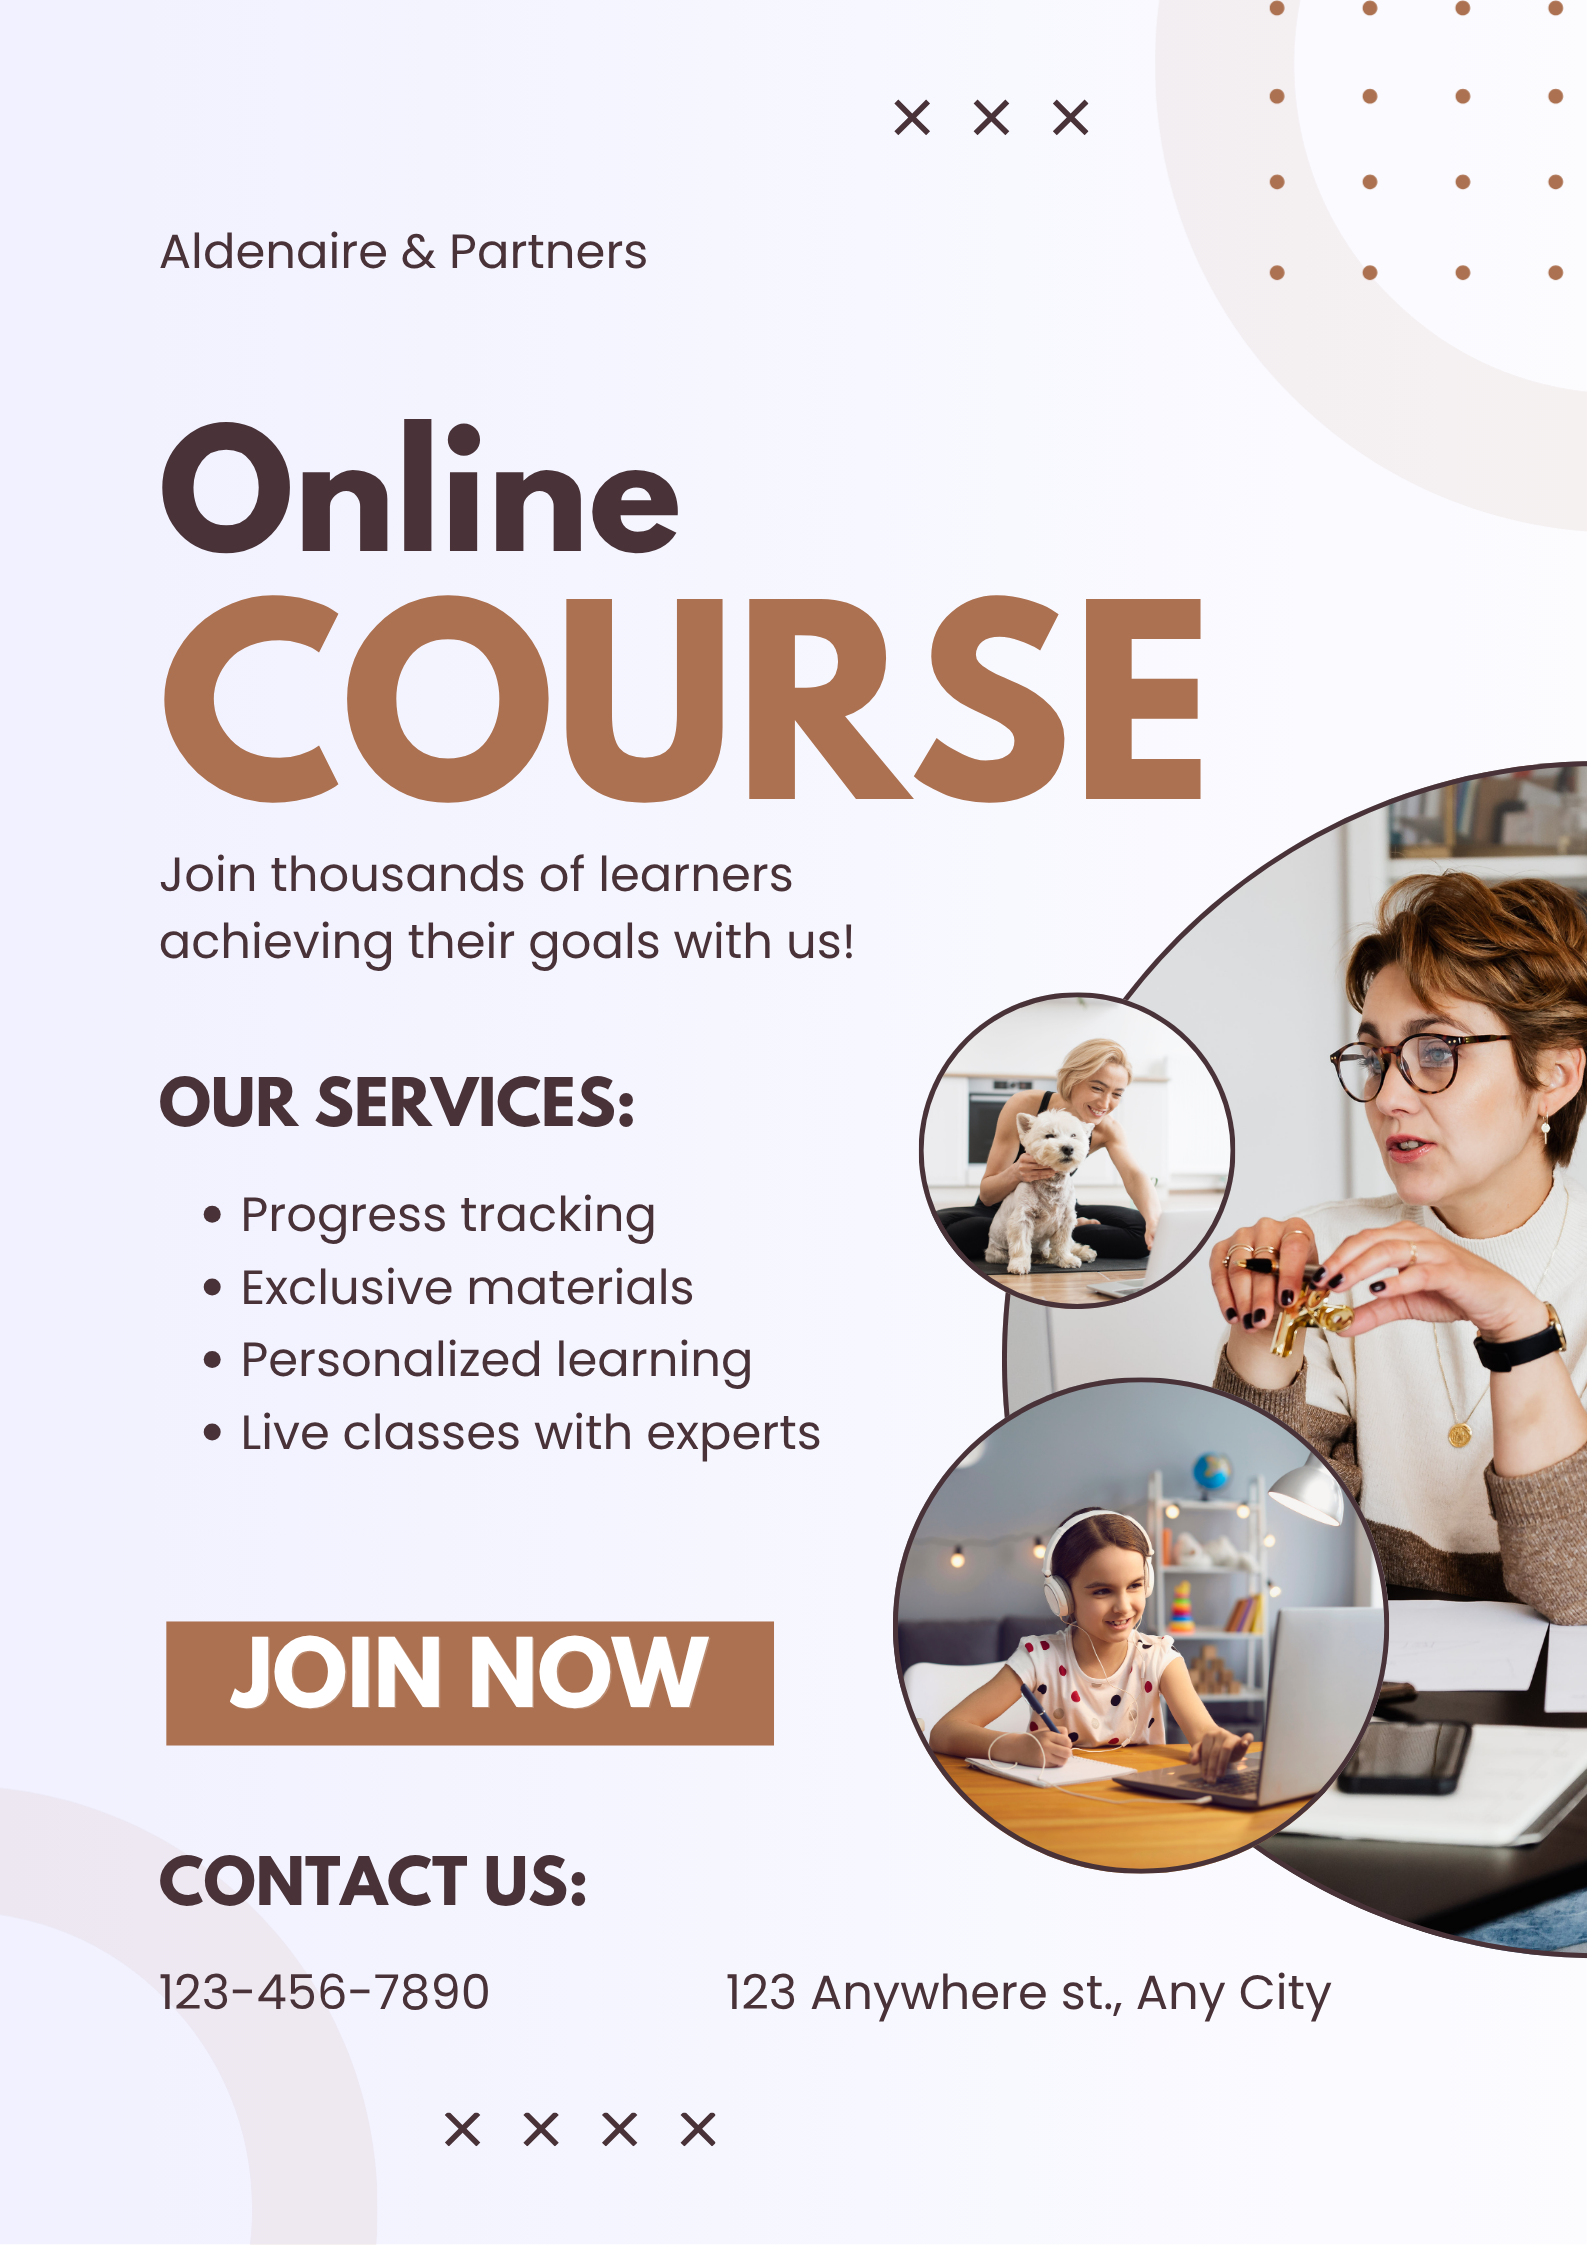 Aldenaire & Partners
Online
COURSE
Join thousands of learners
achieving their goals with us!
OUR SERVICES:
• Progress tracking
• Exclusive materials
• Personalized learning
• Live classes with experts
JOIN NOW
CONTACT US:
123-456-7890
123 Anywhere st., Any City